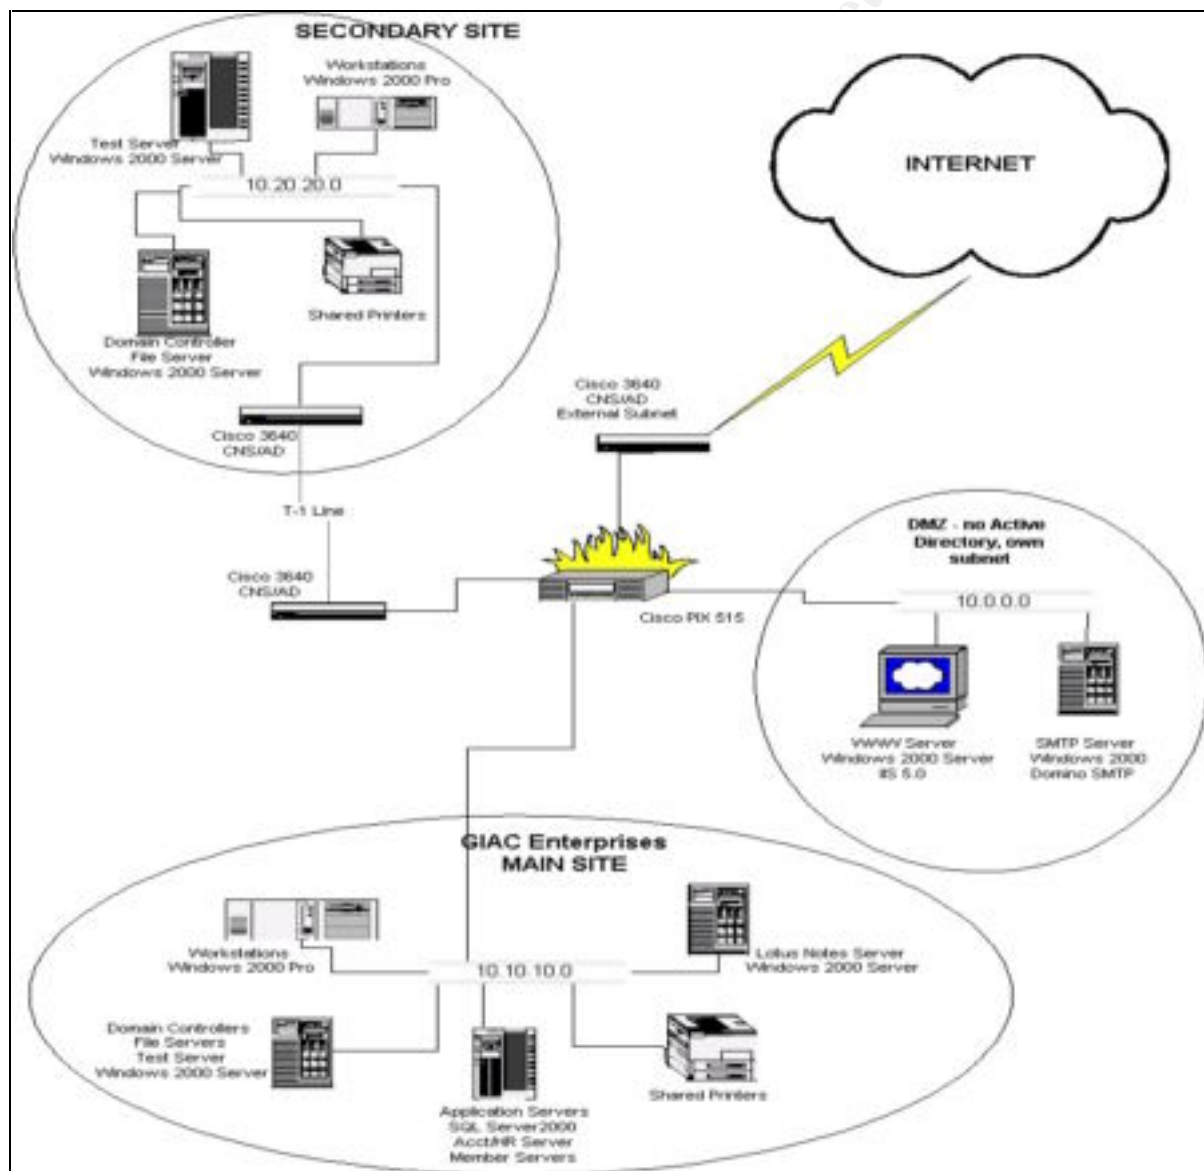 SECONDARY SITE
Workstations
Windows 2000 Pro
Test Server
Windows 2000 Server
10.20.20.0
Shared Printers
Domain Controller
File Server
Windows 2000 Server
Cisco 3640
CNS/AD
T-1 Line
Cisco 3640
CNS/AD
INTERNET
Cisco 3640
CNS/AD
External Subnet
Cisco PIX 515
DMZ - no Active
Directory, own
subnet
10.0.0.0
WWW Server
Windows 2000 Server
IIS 5.0
SMTP Server
Windows 2000
Domino SMTP
GIAC Enterprises
MAIN SITE
Workstations
Windows 2000 Pro
Lotus Notes Server
Windows 2000 Server
10.10.10.0
Domain Controllers
File Servers
Test Server
Windows 2000 Server
Application Servers
SQL Server2000
Acct/HR Server
Member Servers
Shared Printers